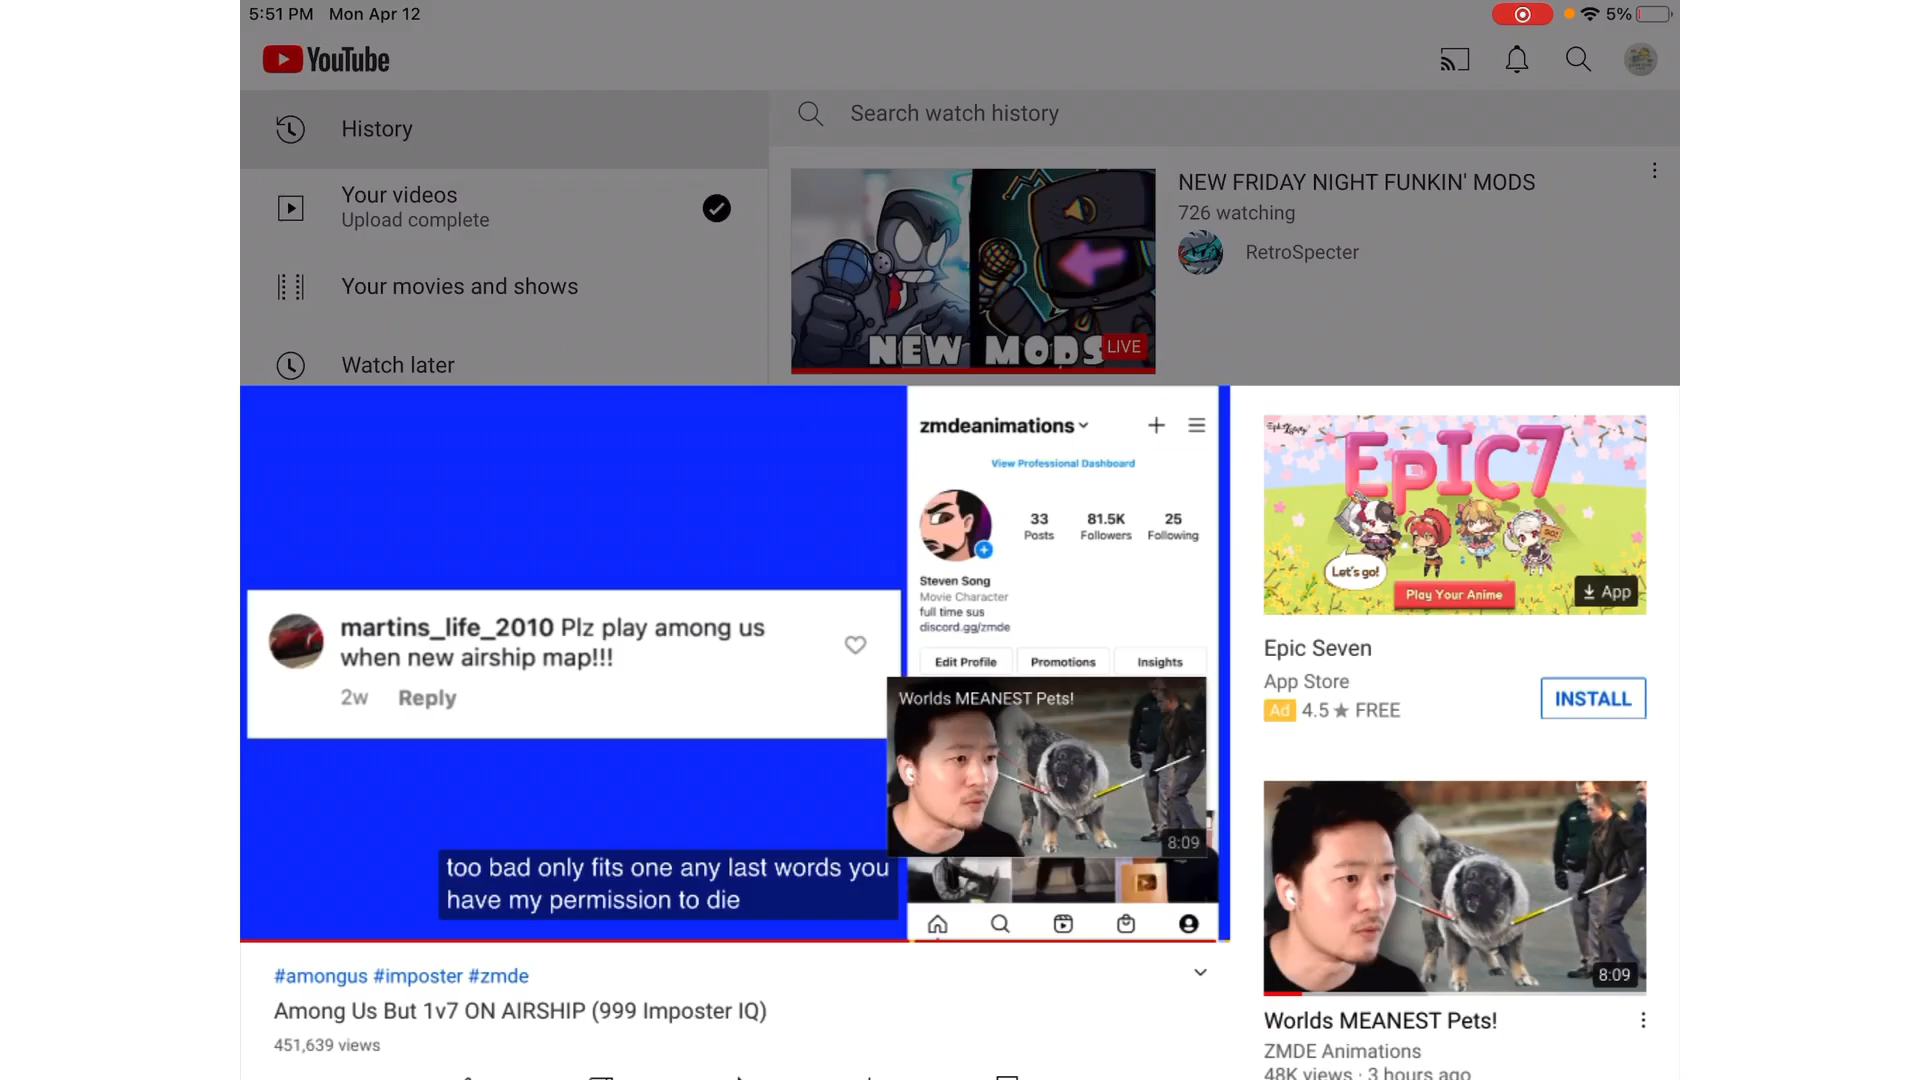 5:51 PM Mon Apr 12
5%
YouTube
History
Search watch history
Your videos
Upload complete
Your movies and shows
Watch later
NEW MODS
LIVE
NEW FRIDAY NIGHT FUNKIN' MODS
726 watching
RetroSpecter
zmdeanimations
View Professional Dashboard
33 81.5K 25
Posts Followers Following
Steven Song
Movie Character
full time sus
discord.gg/zmde
Edit Profile Promotions Insights
martins_life_2010 Plz play among us
when new airship map!!!
2w Reply
Worlds MEANEST Pets!
8:09
too bad only fits one any last words you
have my permission to die
#amongus #imposter #zmde
Among Us But 1v7 ON AIRSHIP (999 Imposter IQ)
451,639 views
EPIC7
Let's go!
GO!
Play Your Anime
App
Epic Seven
App Store
Ad 4.5 ★ FREE
INSTALL
8:09
Worlds MEANEST Pets!
ZMDE Animations
48K views · 3 hours ago